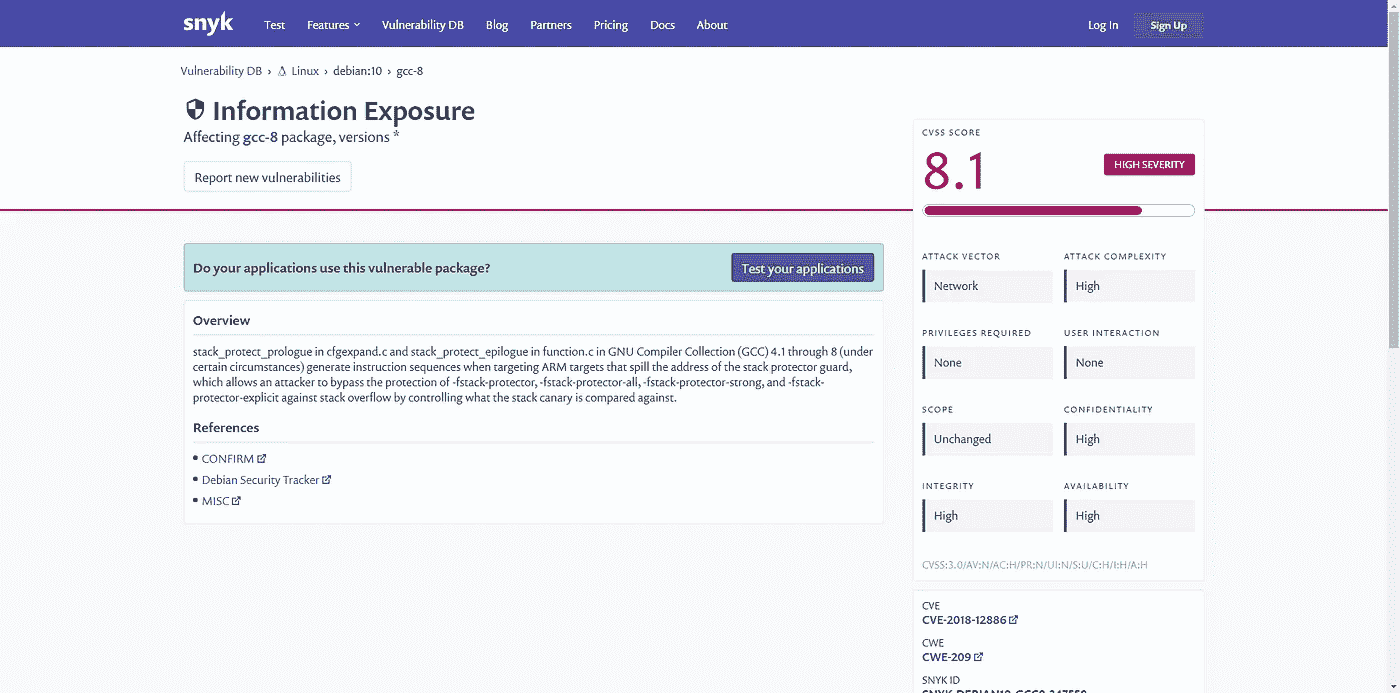 snyk Test Features Vulnerability DB Blog Partners Pricing Docs About Log In Sign Up
Vulnerability DB › Linux › debian:10 › gcc-8
Information Exposure
Affecting gcc-8 package, versions *
Report new vulnerabilities
Do your applications use this vulnerable package?
Test your applications
Overview
stack_protect_prologue in cfgexpand.c and stack_protect_epilogue in function.c in GNU Compiler Collection (GCC) 4.1 through 8 (under
certain circumstances) generate instruction sequences when targeting ARM targets that spill the address of the stack protector guard,
which allows an attacker to bypass the protection of -fstack-protector, -fstack-protector-all, -fstack-protector-strong, and -fstack-
protector-explicit against stack overflow by controlling what the stack canary is compared against.
References
• CONFIRM
• Debian Security Tracker
• MISC
CVSS SCORE
8.1
HIGH SEVERITY
ATTACK VECTOR ATTACK COMPLEXITY
Network High
PRIVILEGES REQUIRED USER INTERACTION
None None
SCOPE CONFIDENTIALITY
Unchanged High
INTEGRITY AVAILABILITY
High High
CVSS:3.0/AV:N/AC:H/PR:N/UI:N/S:U/C:H/I:H/A:H
CVE
CVE-2018-12886
CWE
CWE-209
SNYK ID